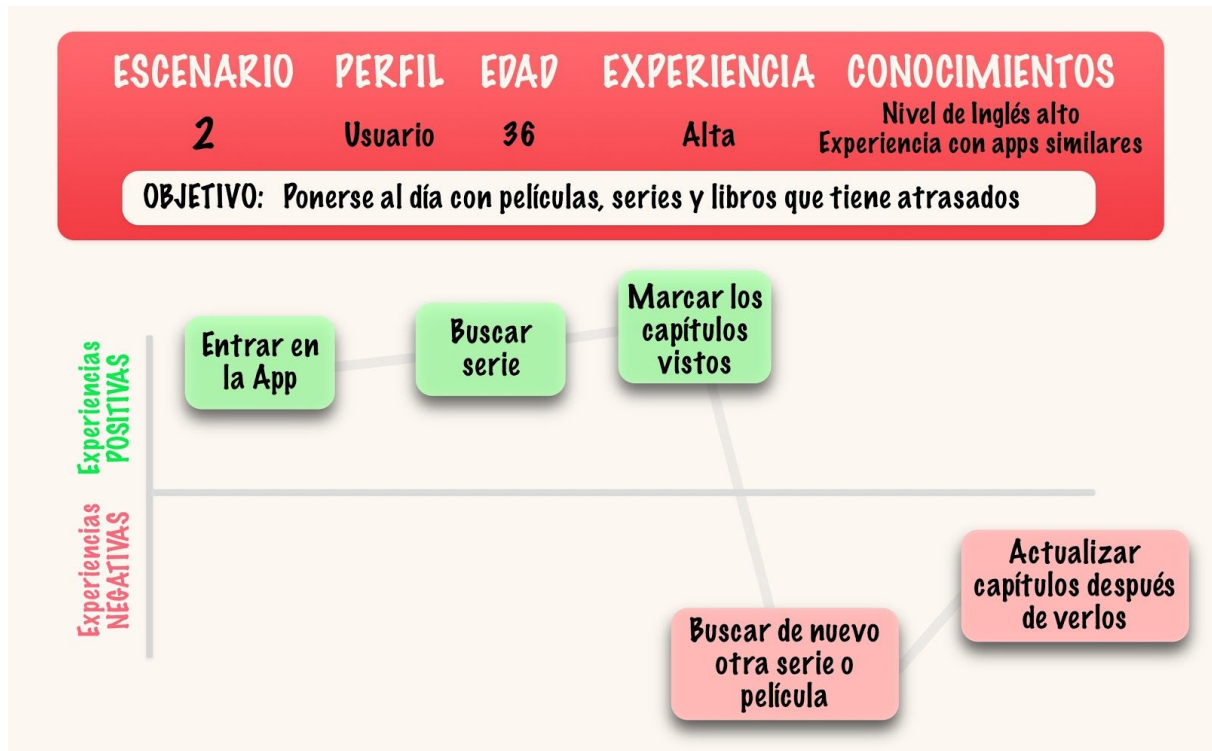 ESCENARIO PERFIL EDAD EXPERIENCIA CONOCIMIENTOS
2 Usuario 36 Alta Nivel de Inglés alto
Experiencia con apps similares
OBJETIVO: Ponerse al día con películas, series y libros que tiene atrasados
Experiencias
POSITIVAS
Entrar en
la App
Buscar
serie
Marcar los
capítulos
vistos
Experiencias
NEGATIVAS
Buscar de nuevo
otra serie o
película
Actualizar
capítulos después
de verlos